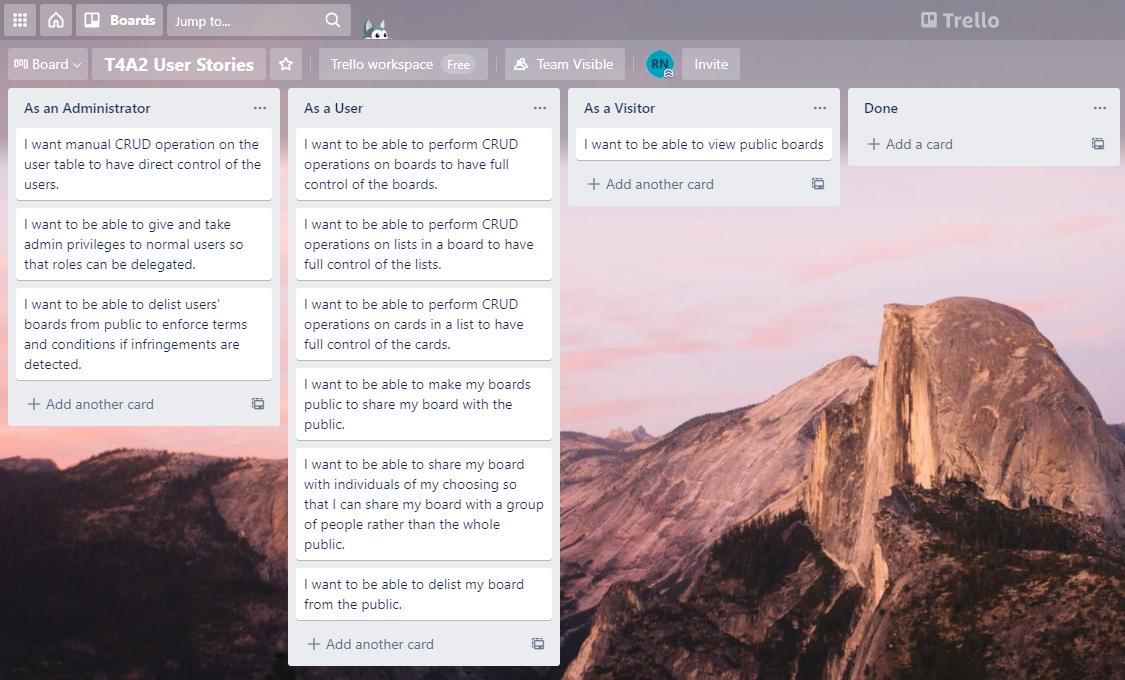 Boards
Jump to...
Trello
Board
T4A2 User Stories
Trello workspace
Free
Team Visible
RN
Invite
As an Administrator
I want manual CRUD operation on the
user table to have direct control of the
users.
I want to be able to give and take
admin privileges to normal users so
that roles can be delegated.
I want to be able to delist users'
boards from public to enforce terms
and conditions if infringements are
detected.
+ Add another card
As a User
I want to be able to perform CRUD
operations on boards to have full
control of the boards.
I want to be able to perform CRUD
operations on lists in a board to have
full control of the lists.
I want to be able to perform CRUD
operations on cards in a list to have
full control of the cards.
I want to be able to make my boards
public to share my board with the
public.
I want to be able to share my board
with individuals of my choosing so
that I can share my board with a group
of people rather than the whole
public.
I want to be able to delist my board
from the public.
+ Add another card
As a Visitor
I want to be able to view public boards
+ Add another card
Done
+ Add a card